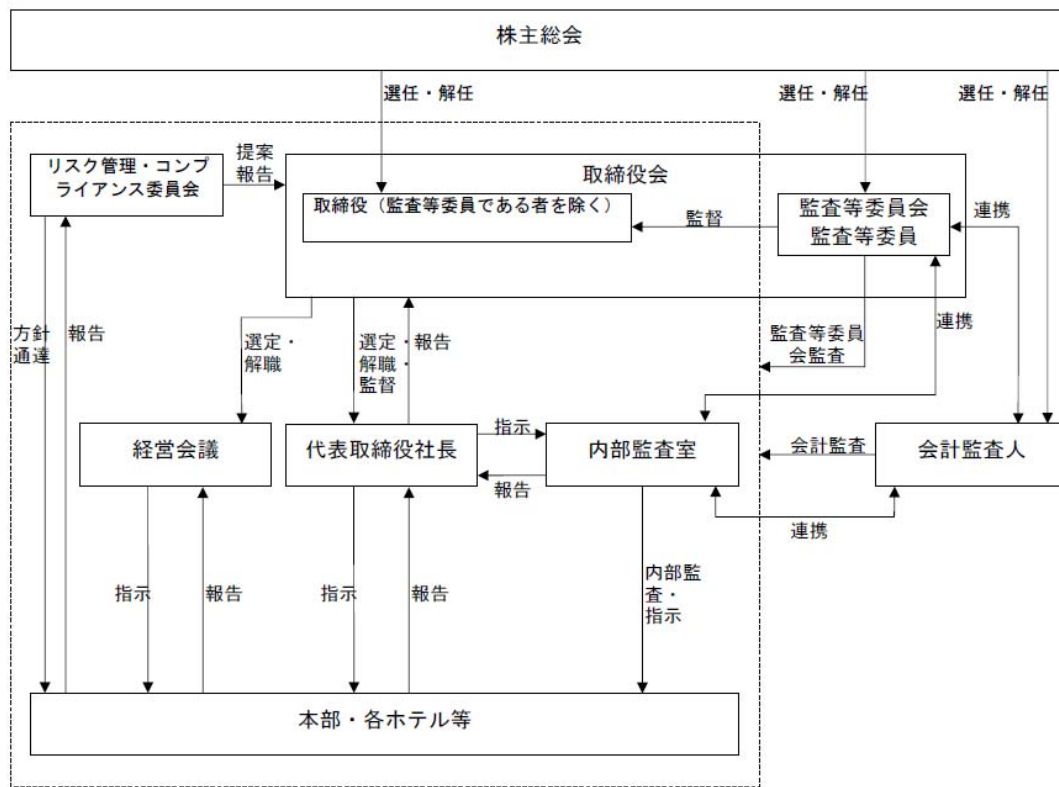 株主総会
選任・解任
選任・解任
選任・解任
リスク管理・コンプ
ライアンス委員会
提案
報告
取締役会
取締役（監査等委員である者を除く）
監督
監査等委員会
監査等委員
連携
方針
通達
報告
選定・
解職
選定・
解職・
監督
報告
監査等委員
会監査
連携
経営会議
代表取締役社長
指示
報告
内部監査室
会計監査
会計監査人
連携
指示
報告
指示
報告
内部監
査・
指示
本部・各ホテル等